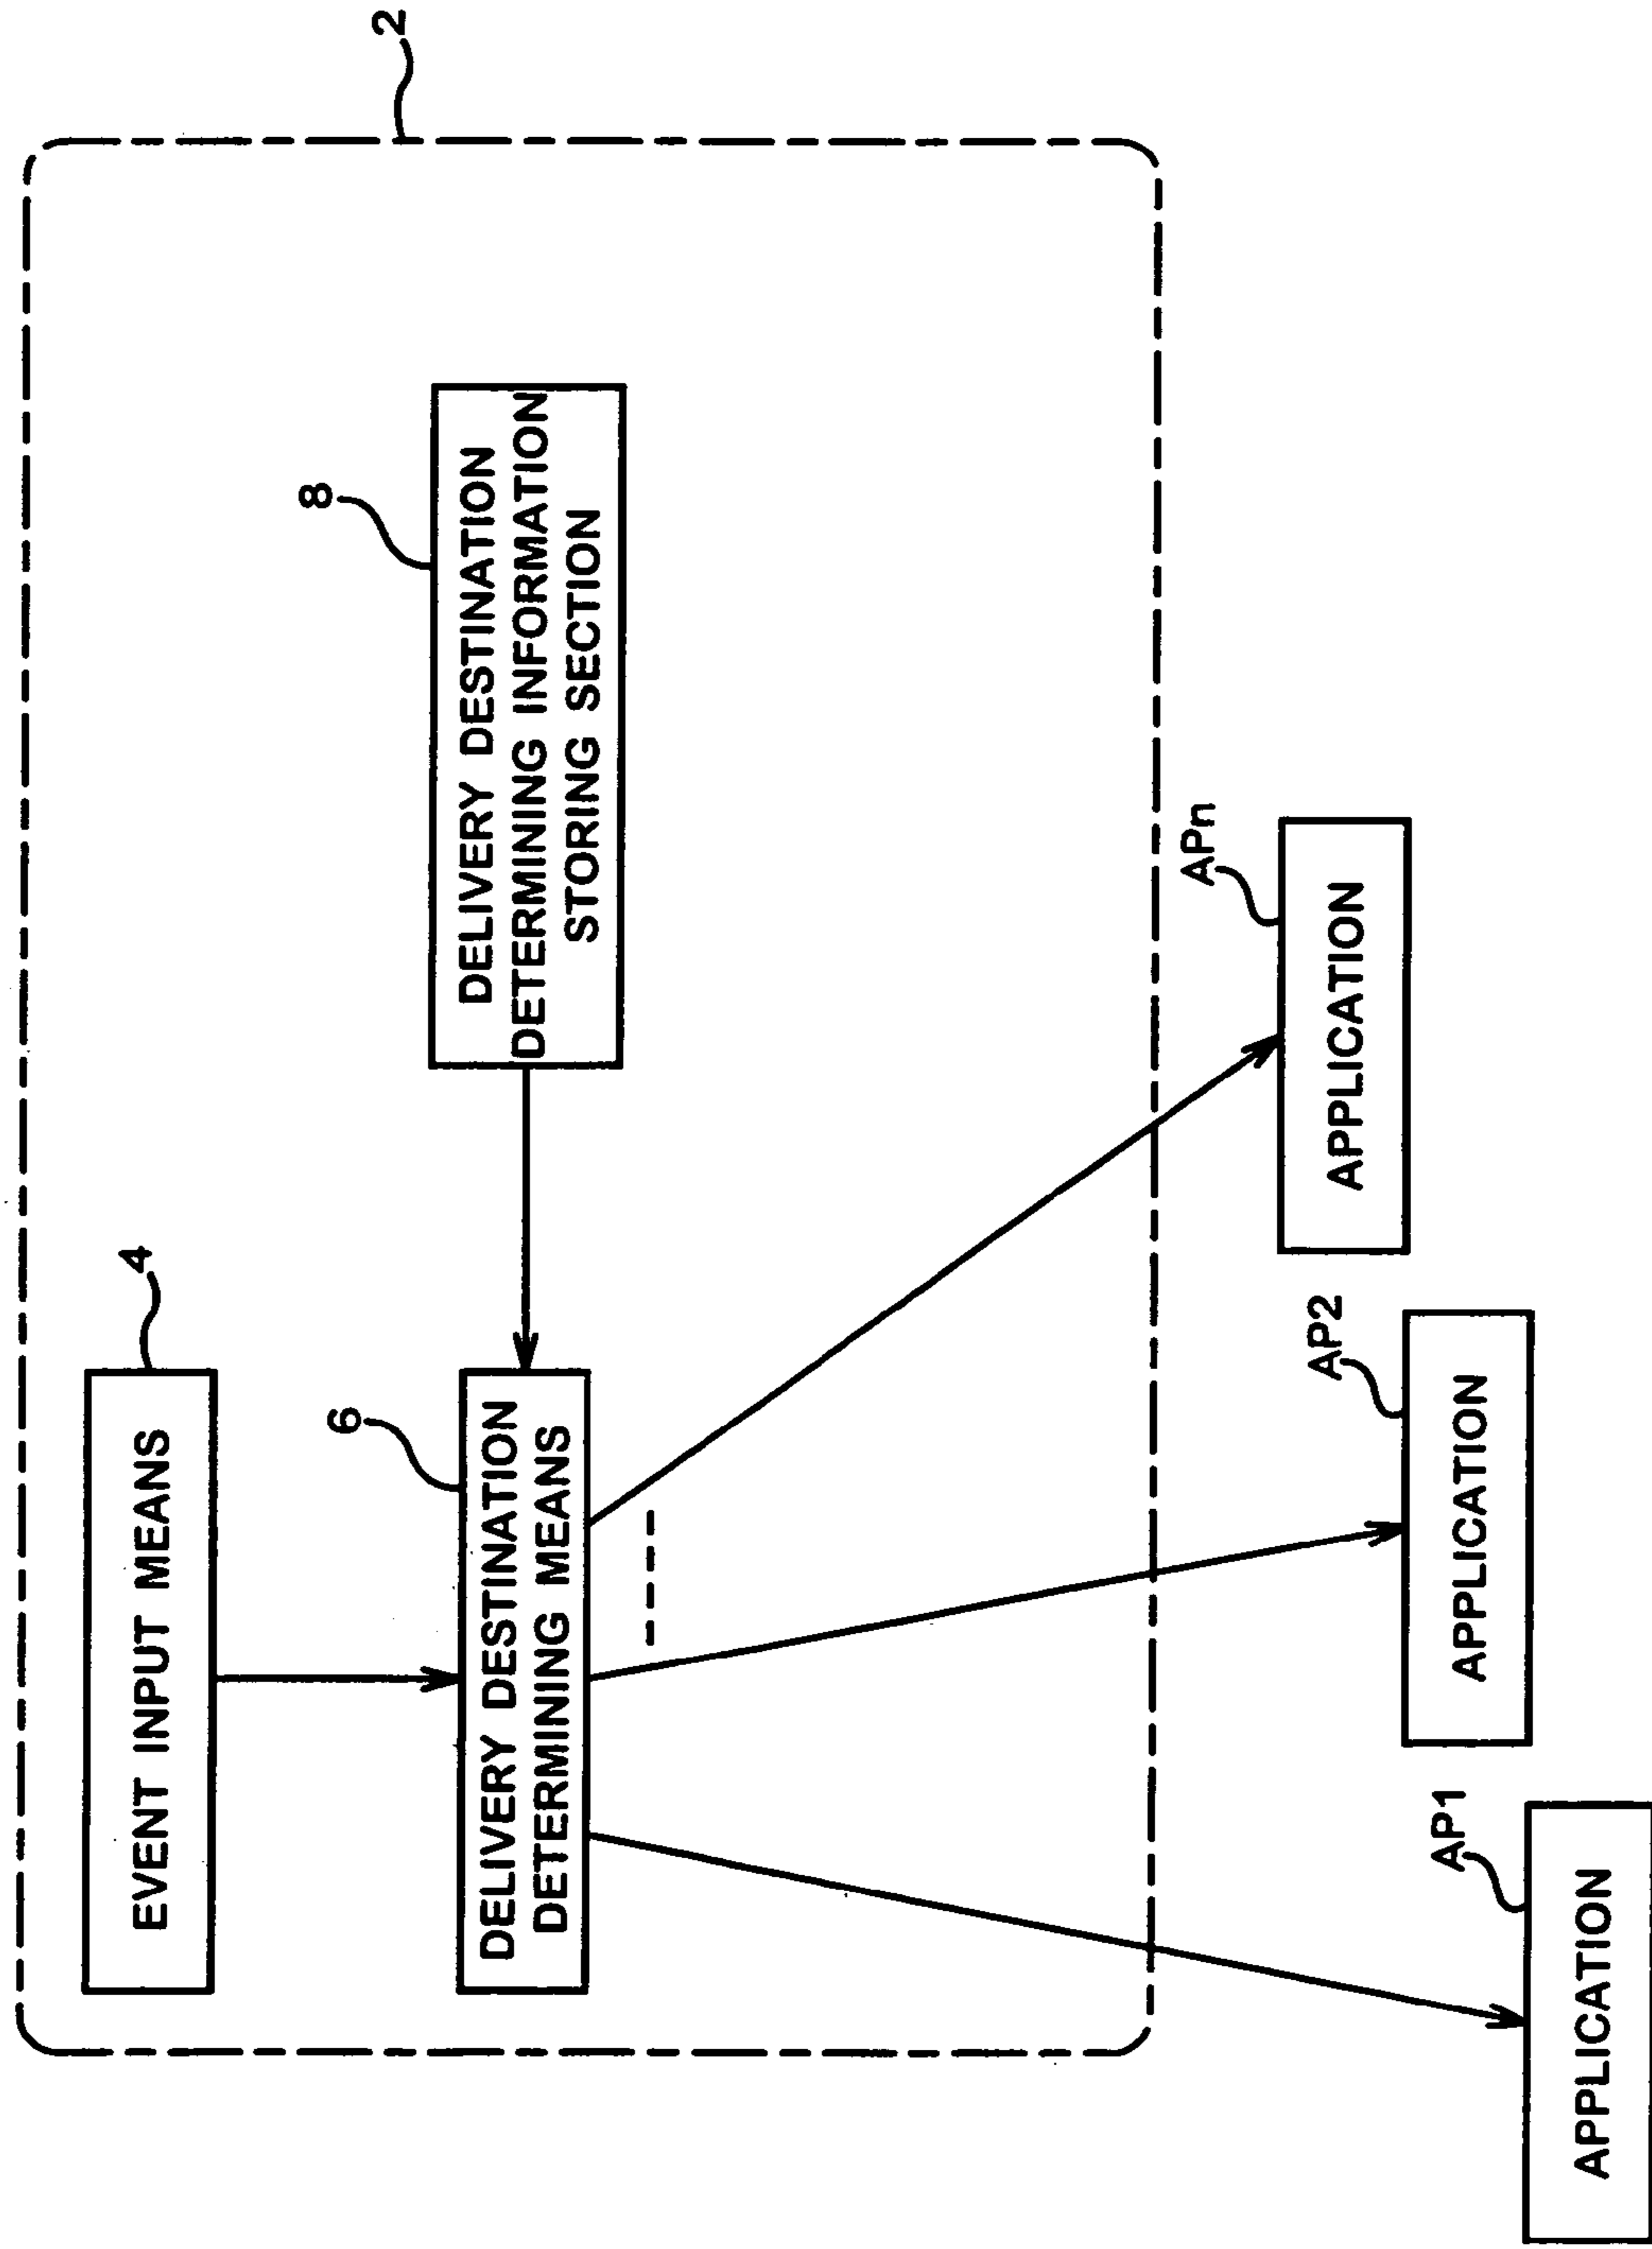 2
4
EVENT INPUT MEANS
6
DELIVERY DESTINATION
DETERMINING MEANS
8
DELIVERY DESTINATION
DETERMINING INFORMATION
STORING SECTION
AP1
APPLICATION
AP2
APPLICATION
APn
APPLICATION